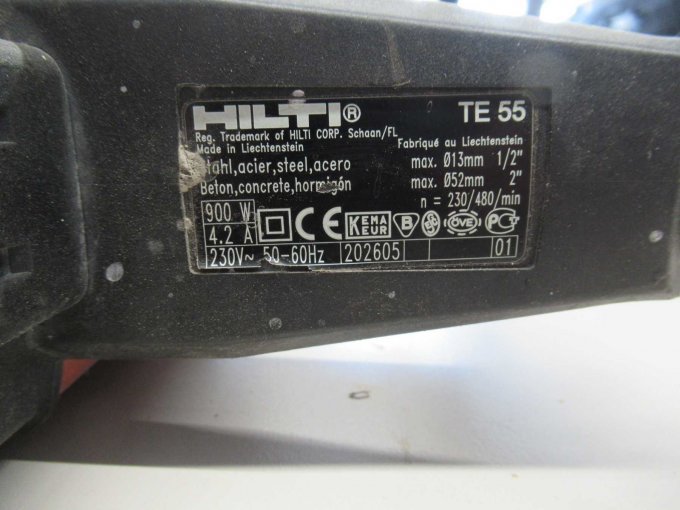 HILTI® TE 55
Reg. Trademark of HILTI CORP. Schaan/FL
Made in Liechtenstein Fabriqué au Liechtenstein
Stahl,acier,steel,acero max. Ø13mm 1/2"
Beton,concrete,hormigón max. Ø52mm 2"
n = 230/480/min
900 W
4.2 A CE KEMA KEUR B ÖVE
230V~ 50-60Hz 202605 01